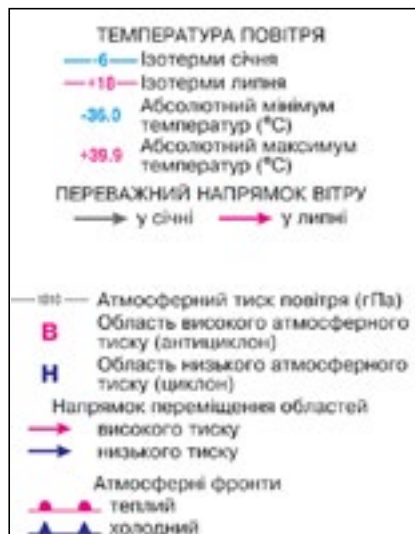 ТЕМПЕРАТУРА ПОВІТРЯ
-6 Ізотерми січня
+18 Ізотерми липня
-36.0 Абсолютний мінімум
температур (°С)
+39.9 Абсолютний максимум
температур (°С)
ПЕРЕВАЖНИЙ НАПРЯМОК ВІТРУ
у січні у липні
1010 Атмосферний тиск повітря (гПа)
В Область високого атмосферного
тиску (антициклон)
Н Область низького атмосферного
тиску (циклон)
Напрямок переміщення областей
високого тиску
низького тиску
Атмосферні фронти
теплий
холодний